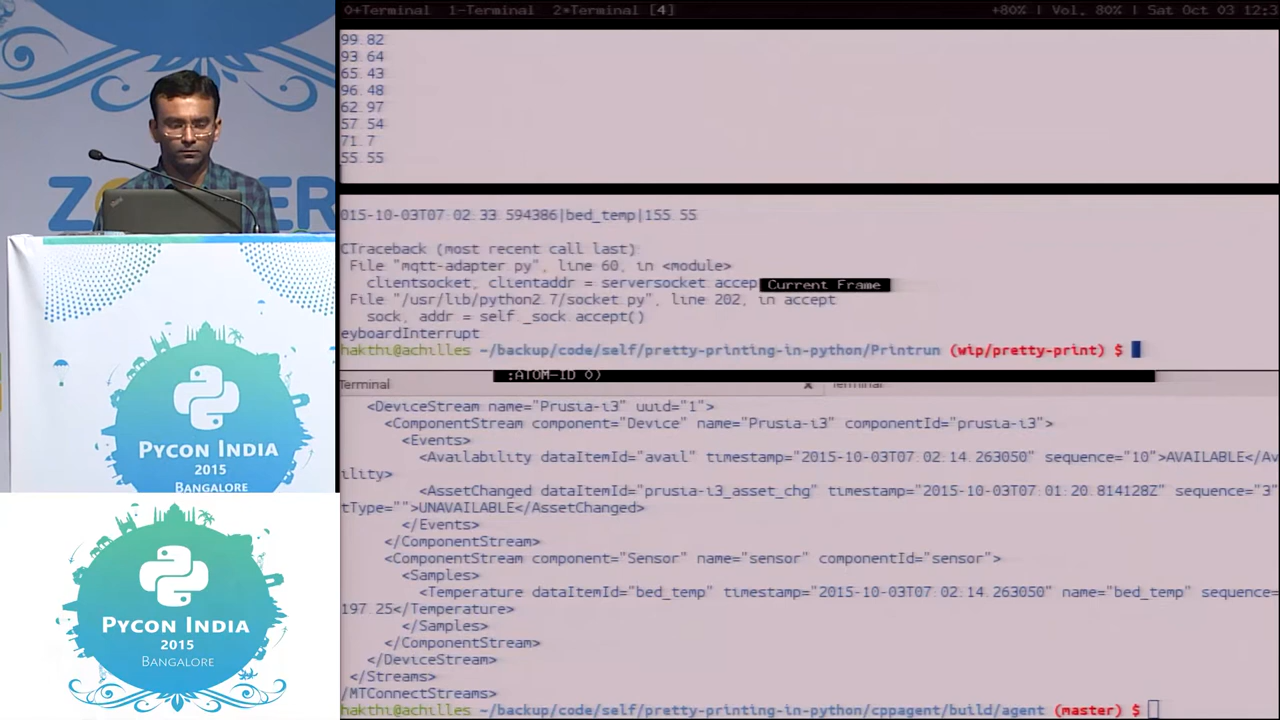 0+Terminal 1-Terminal 2*Terminal [4] +80% | Vol. 80% | Sat Oct 03 12:3
99.82
93.64
65.43
96.48
62.97
57.54
71.7
55.55
015-10-03T07 02 33 594386|bed_temp|155 55
CTraceback (most recent call last):
File "mqtt-adapter py", line 60, in <module>
clientsocket, clientaddr = serversocket accep
Current Frame
File "/usr/lib/python2 7/socket py", line 202, in accept
sock, addr = self _sock accept()
eyboardInterrupt
hakthi@achilles ~/backup/code/self/pretty-printing-in-python/Printrun (wip/pretty-print) $
:ATOM-ID 0)
Terminal x Terminal
<DeviceStream name="Prusia-i3" uuid="1">
<ComponentStream component="Device" name="Prusia-i3" componentId="prusia-i3">
<Events>
<Availability dataItemId="avail" timestamp="2015-10-03T07 02 14 263050" sequence="10">AVAILABLE</Av
ility>
<AssetChanged dataItemId="prusia-i3_asset_chg" timestamp="2015-10-03T07 01 20 814128Z" sequence="3"
tType="">UNAVAILABLE</AssetChanged>
</Events>
</ComponentStream>
<ComponentStream component="Sensor" name="sensor" componentId="sensor">
<Samples>
<Temperature dataItemId="bed_temp" timestamp="2015-10-03T07 02 14 263050" name="bed_temp" sequence=
197 25</Temperature>
</Samples>
</ComponentStream>
</DeviceStream>
</Streams>
/MTConnectStreams>
hakthi@achilles ~/backup/code/self/pretty-printing-in-python/cppagent/build/agent (master) $
PYCON INDIA
2015
BANGALORE
PYCON INDIA
2015
BANGALORE